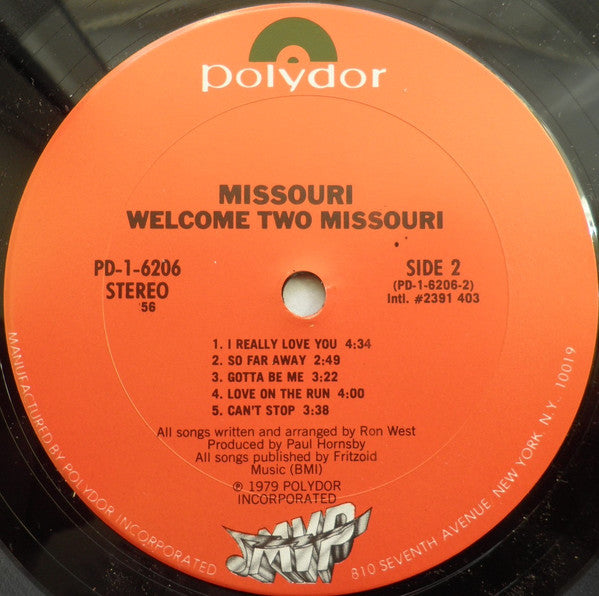 polydor
MISSOURI
WELCOME TWO MISSOURI
PD-1-6206
STEREO
56
SIDE 2
(PD-1-6206-2)
Intl. #2391 403
1. I REALLY LOVE YOU 4:34
2. SO FAR AWAY 2:49
3. GOTTA BE ME 3:22
4. LOVE ON THE RUN 4:00
5. CAN'T STOP 3:38
All songs written and arranged by Ron West
Produced by Paul Hornsby
All songs published by Fritzoid
Music (BMI)
℗ 1979 POLYDOR
INCORPORATED
MVP
MANUFACTURED BY POLYDOR INCORPORATED
810 SEVENTH AVENUE NEW YORK, N.Y. 10019